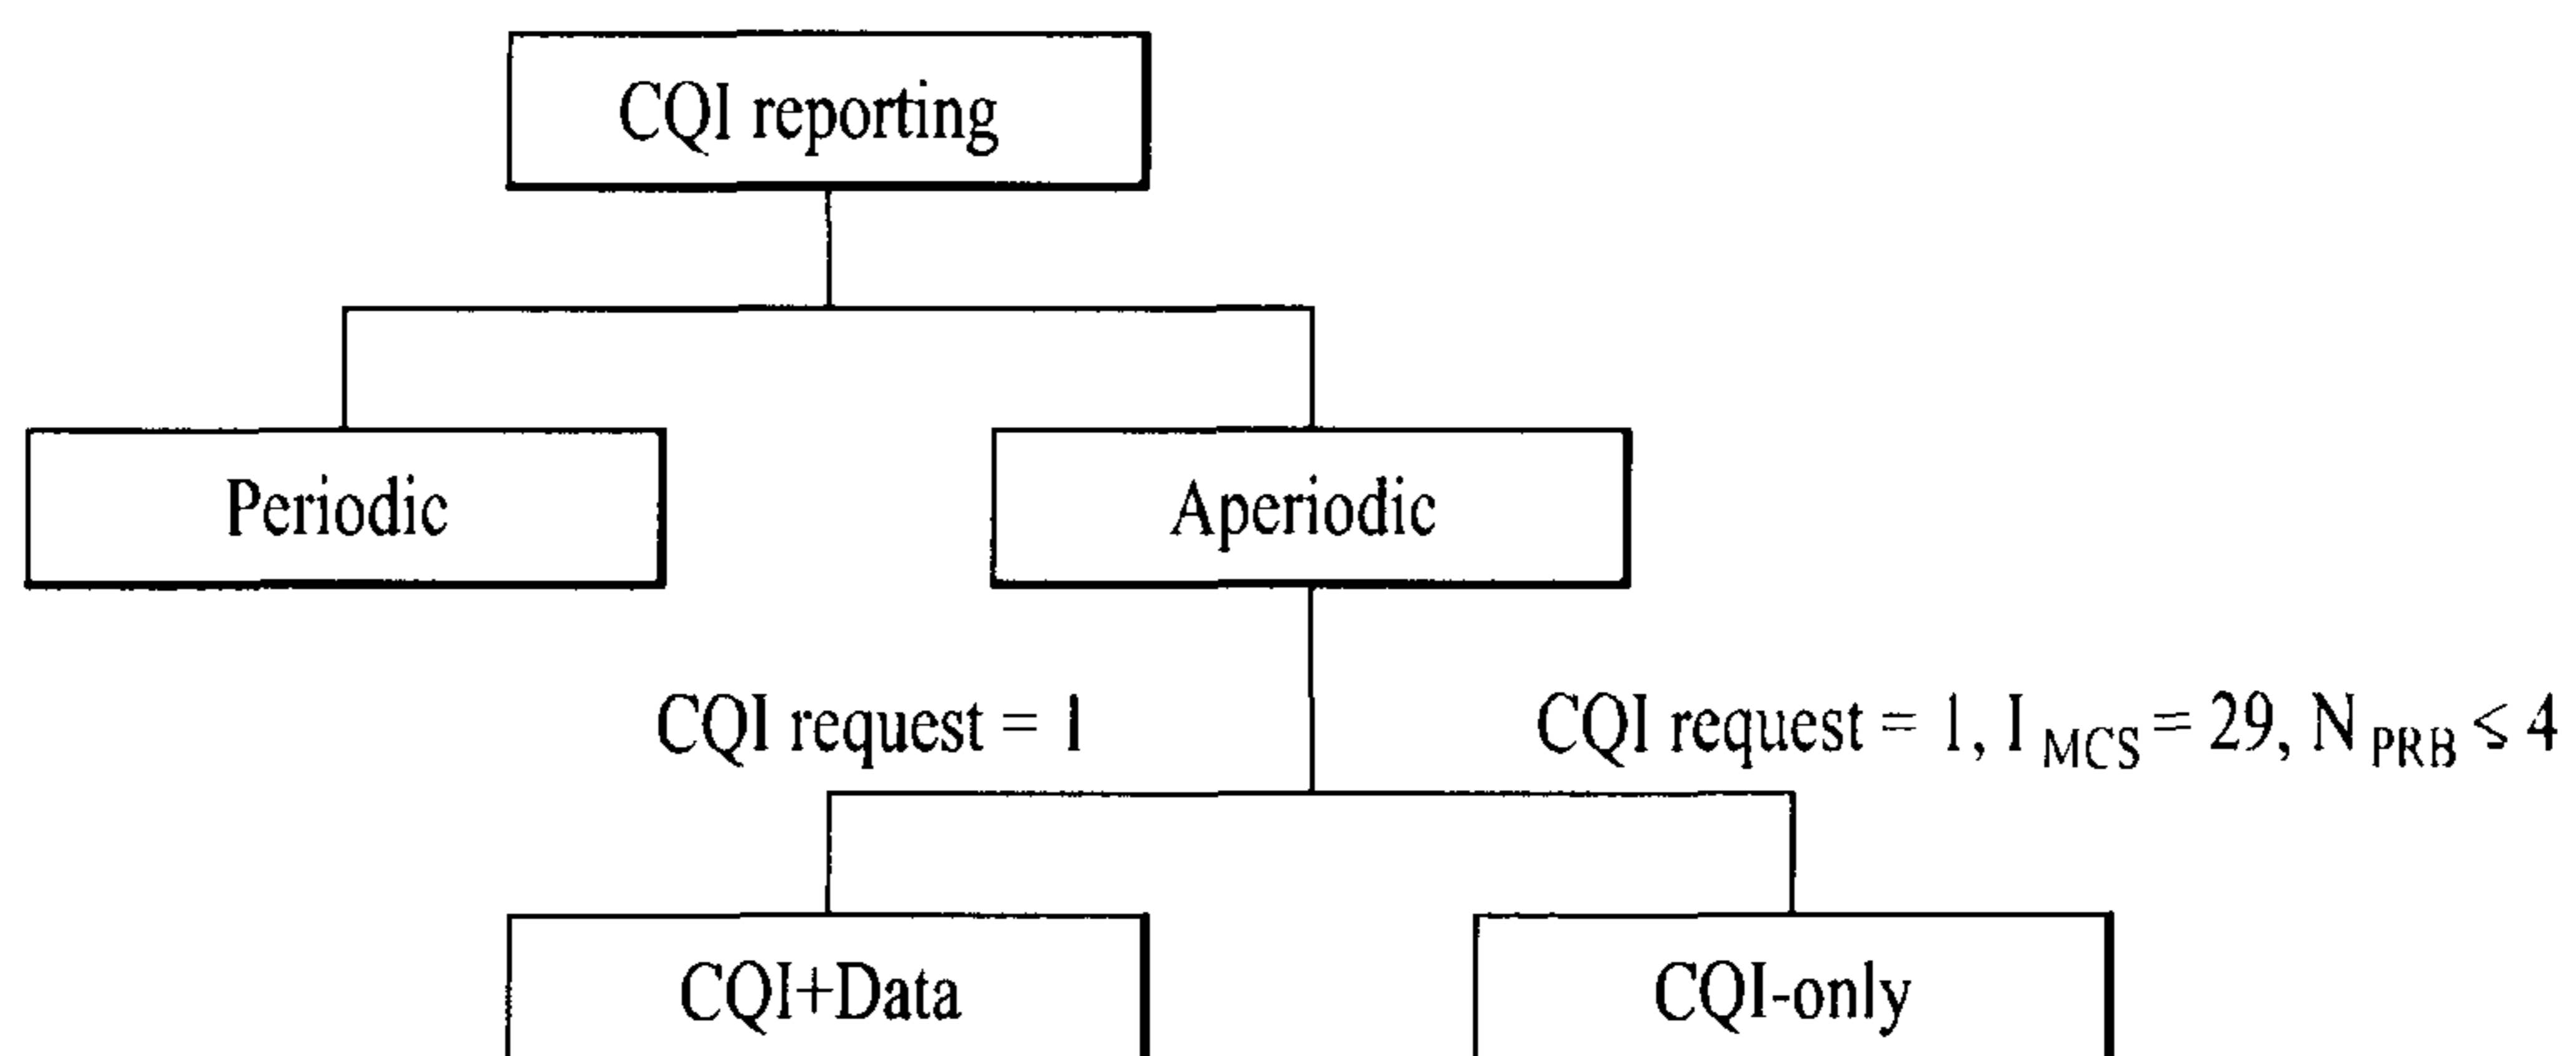 CQI reporting
Periodic
Aperiodic
CQI request = 1
CQI request = 1, I MCS = 29, N PRB ≤ 4
CQI+Data
CQI-only